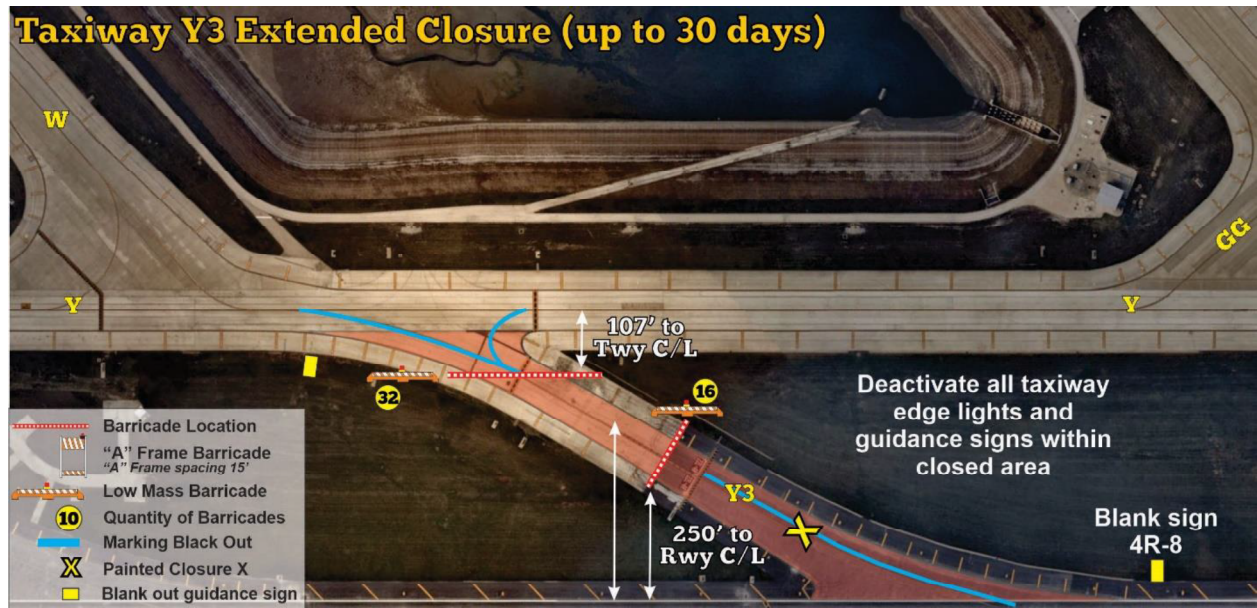 Taxiway Y3 Extended Closure (up to 30 days)
W
GG
Y
Y
107' to
Twy C/L
32
16
Deactivate all taxiway
edge lights and
guidance signs within
closed area
Barricade Location
"A" Frame Barricade
"A" Frame spacing 15'
Low Mass Barricade
10
Quantity of Barricades
Marking Black Out
X
Painted Closure X
Blank out guidance sign
Y3
X
250' to
Rwy C/L
Blank sign
4R-8